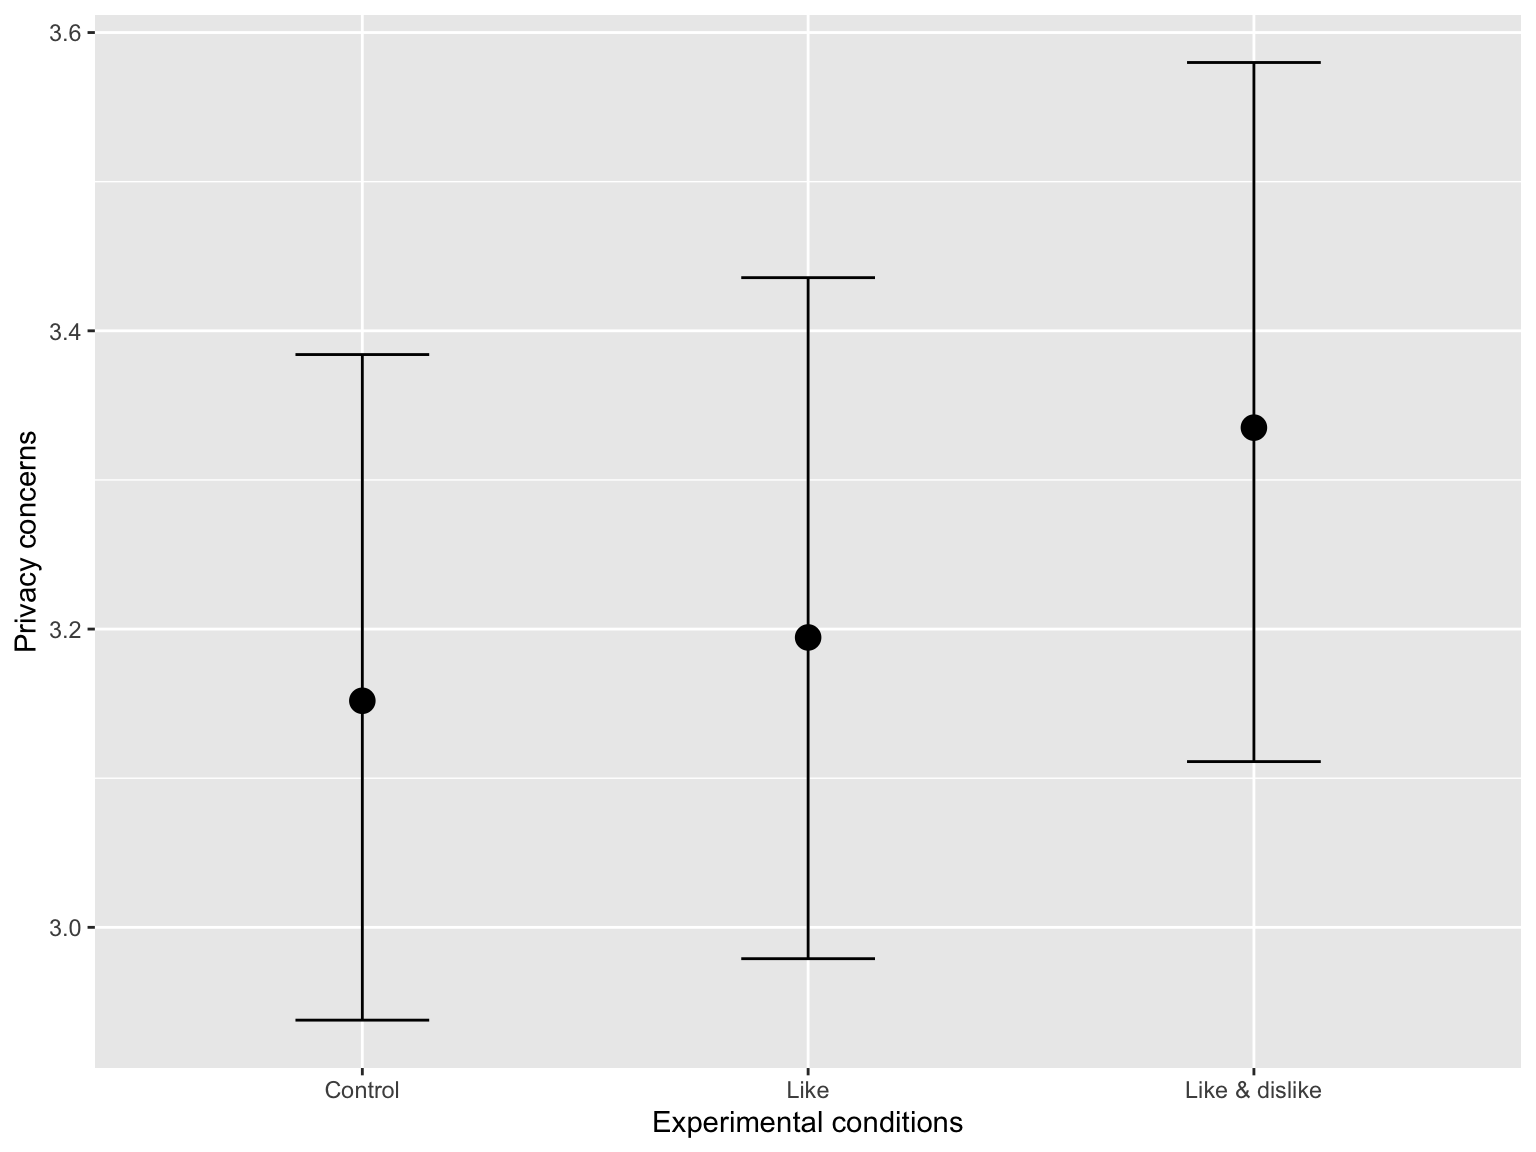 3.6
3.4
3.2
3.0
Privacy concerns
Control
Like
Like & dislike
Experimental conditions